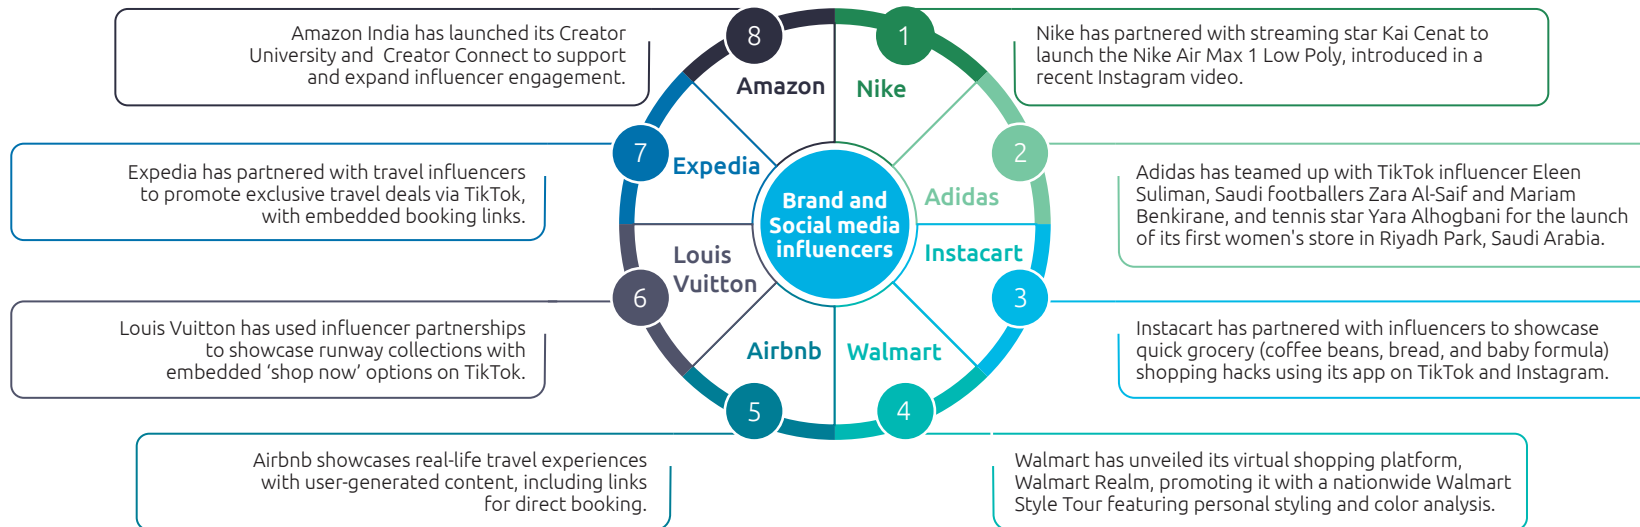 Brand and
Social media
influencers
1
Nike
Nike has partnered with streaming star Kai Cenat to
launch the Nike Air Max 1 Low Poly, introduced in a
recent Instagram video.
2
Adidas
Adidas has teamed up with TikTok influencer Eleen
Suliman, Saudi footballers Zara Al-Saif and Mariam
Benkirane, and tennis star Yara Alhogbani for the launch
of its first women's store in Riyadh Park, Saudi Arabia.
3
Instacart
Instacart has partnered with influencers to showcase
quick grocery (coffee beans, bread, and baby formula)
shopping hacks using its app on TikTok and Instagram.
4
Walmart
Walmart has unveiled its virtual shopping platform,
Walmart Realm, promoting it with a nationwide Walmart
Style Tour featuring personal styling and color analysis.
5
Airbnb
Airbnb showcases real-life travel experiences
with user-generated content, including links
for direct booking.
6
Louis
Vuitton
Louis Vuitton has used influencer partnerships
to showcase runway collections with
embedded ‘shop now’ options on TikTok.
7
Expedia
Expedia has partnered with travel influencers
to promote exclusive travel deals via TikTok,
with embedded booking links.
8
Amazon
Amazon India has launched its Creator
University and Creator Connect to support
and expand influencer engagement.